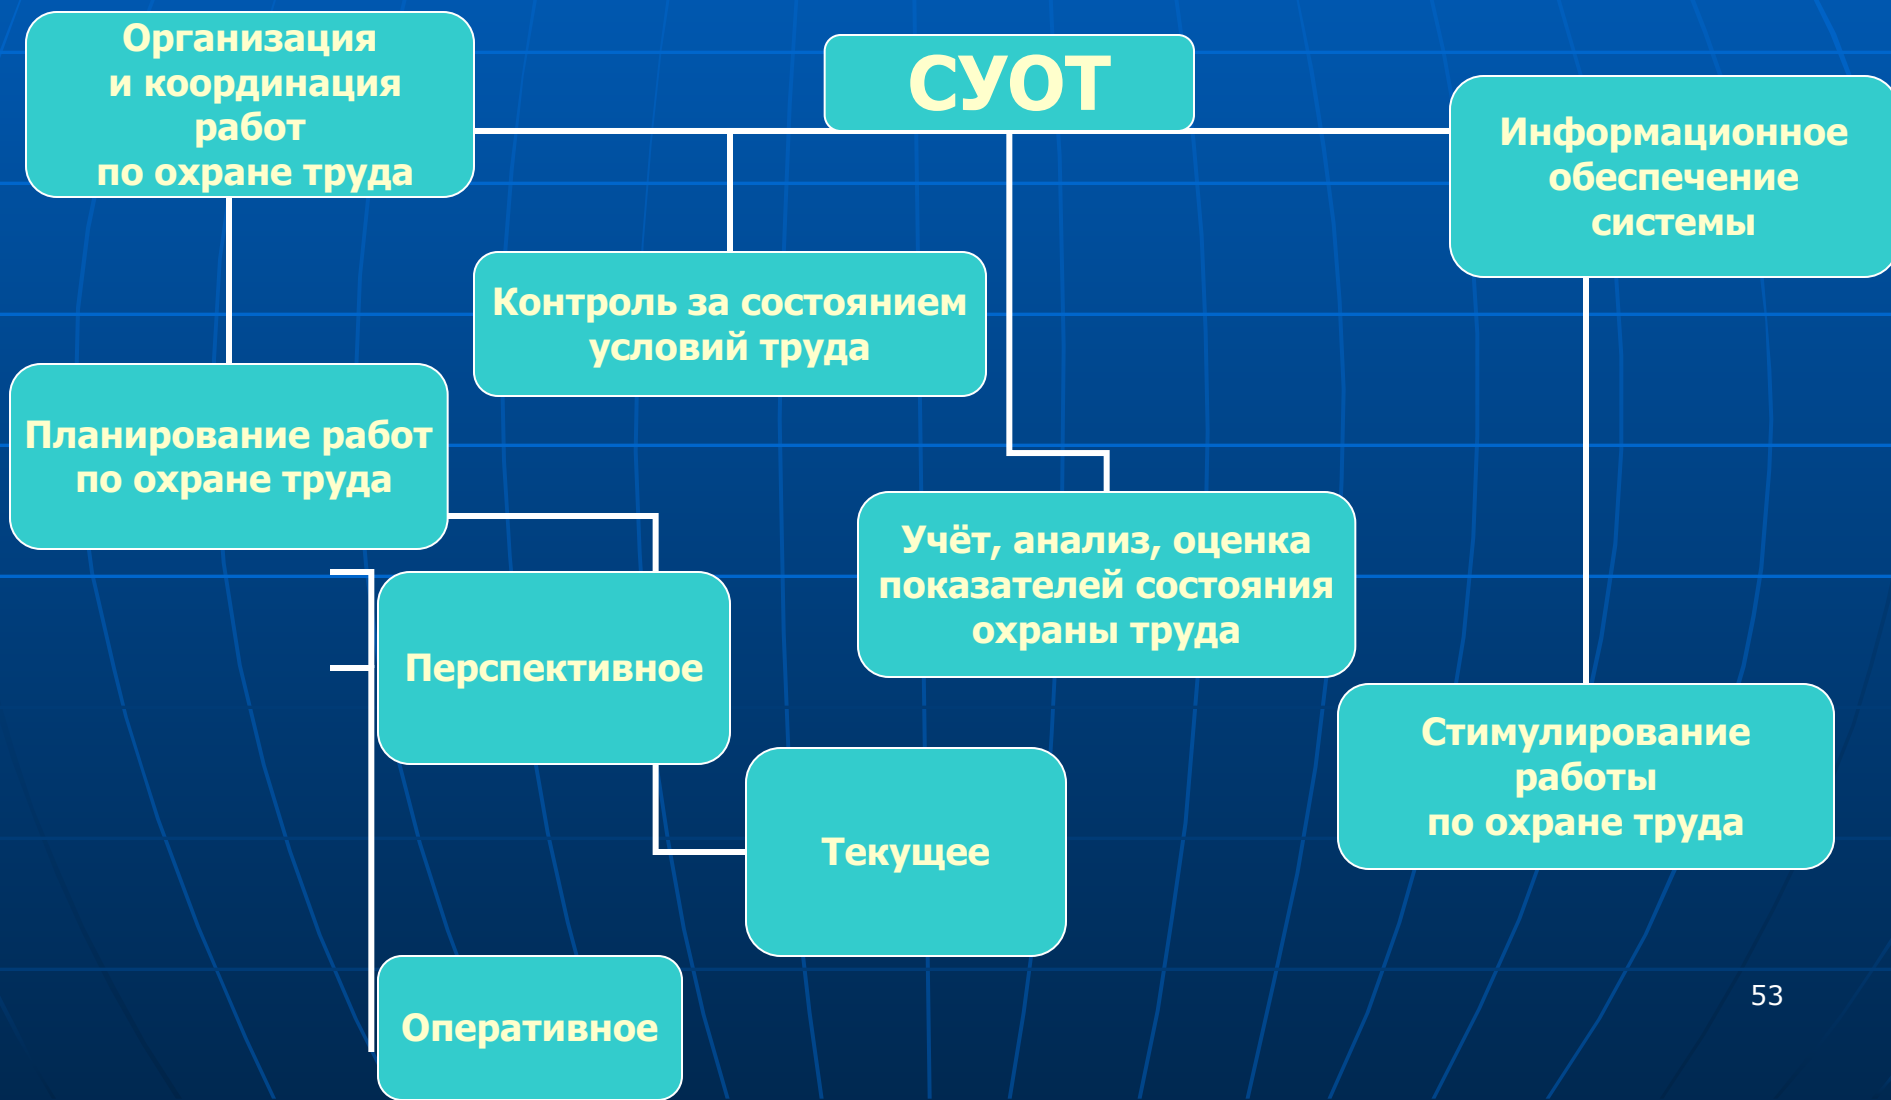 Организация
и координация
работ
по охране труда
СУОТ
Информационное
обеспечение
системы
Контроль за состоянием
условий труда
Планирование работ
по охране труда
Учёт, анализ, оценка
показателей состояния
охраны труда
Перспективное
Стимулирование
работы
по охране труда
Текущее
Оперативное
53